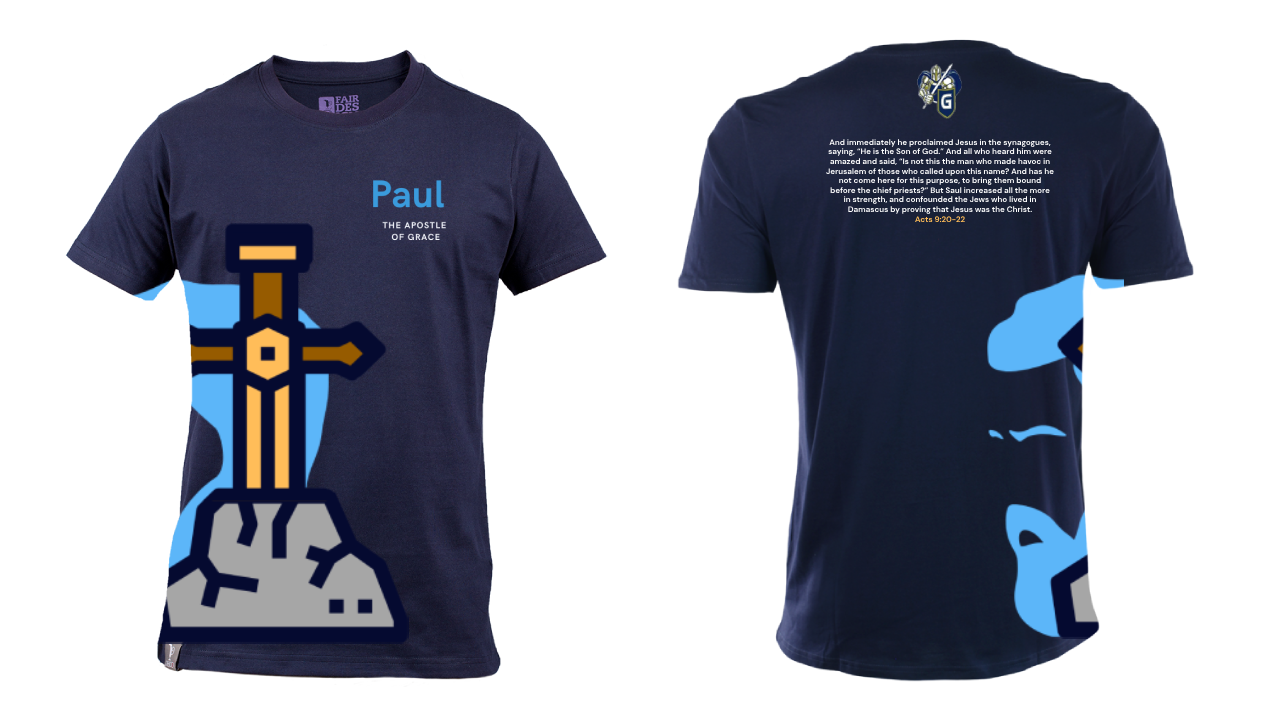 FAIR
DES
Paul
THE APOSTLE
OF GRACE
G
And immediately he proclaimed Jesus in the synagogues,
saying, “He is the Son of God.” And all who heard him were
amazed and said, “Is not this the man who made havoc in
Jerusalem of those who called upon this name? And has he
not come here for this purpose, to bring them bound
before the chief priests?” But Saul increased all the more
in strength, and confounded the Jews who lived in
Damascus by proving that Jesus was the Christ.
Acts 9:20-22